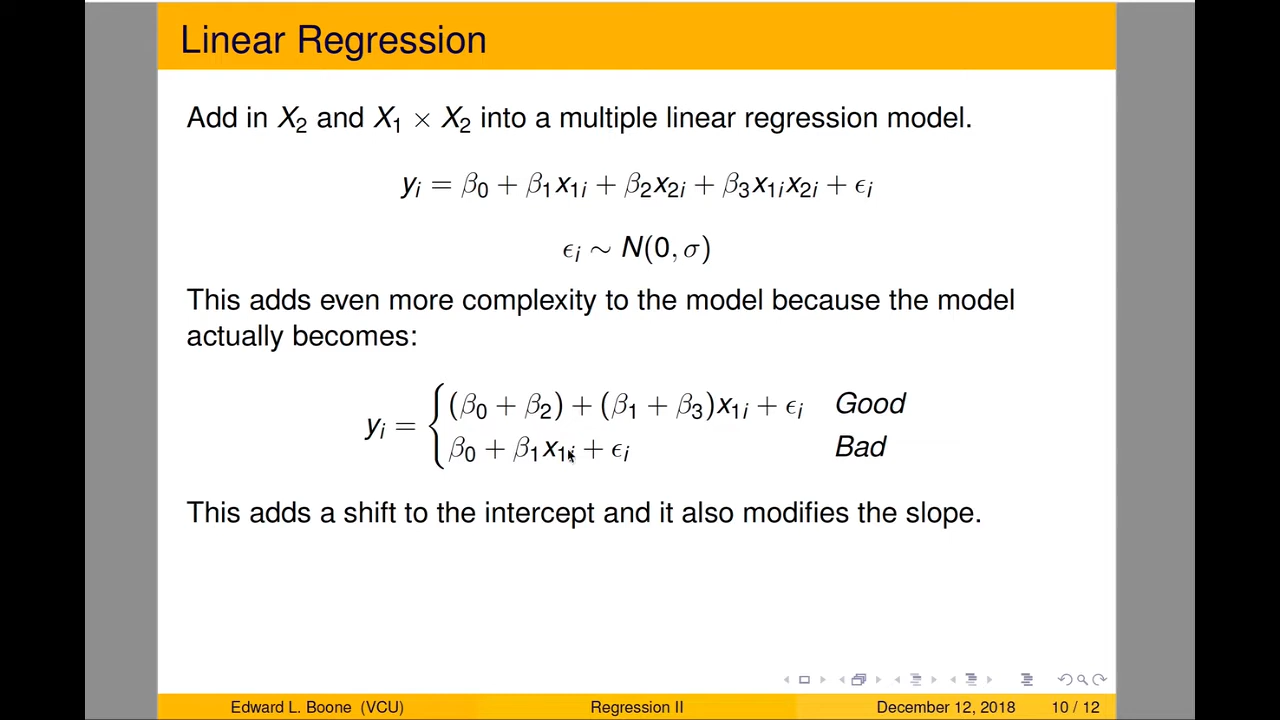 Linear Regression
Add in X₂ and X₁ × X₂ into a multiple linear regression model.
yᵢ = β₀ + β₁x₁ᵢ + β₂x₂ᵢ + β₃x₁ᵢx₂ᵢ + ϵᵢ
ϵᵢ ∼ N(0, σ)
This adds even more complexity to the model because the model
actually becomes:
yᵢ = { (β₀ + β₂) + (β₁ + β₃)x₁ᵢ + ϵᵢ Good
β₀ + β₁x₁ᵢ + ϵᵢ Bad
This adds a shift to the intercept and it also modifies the slope.
Edward L. Boone (VCU) Regression II December 12, 2018 10 / 12